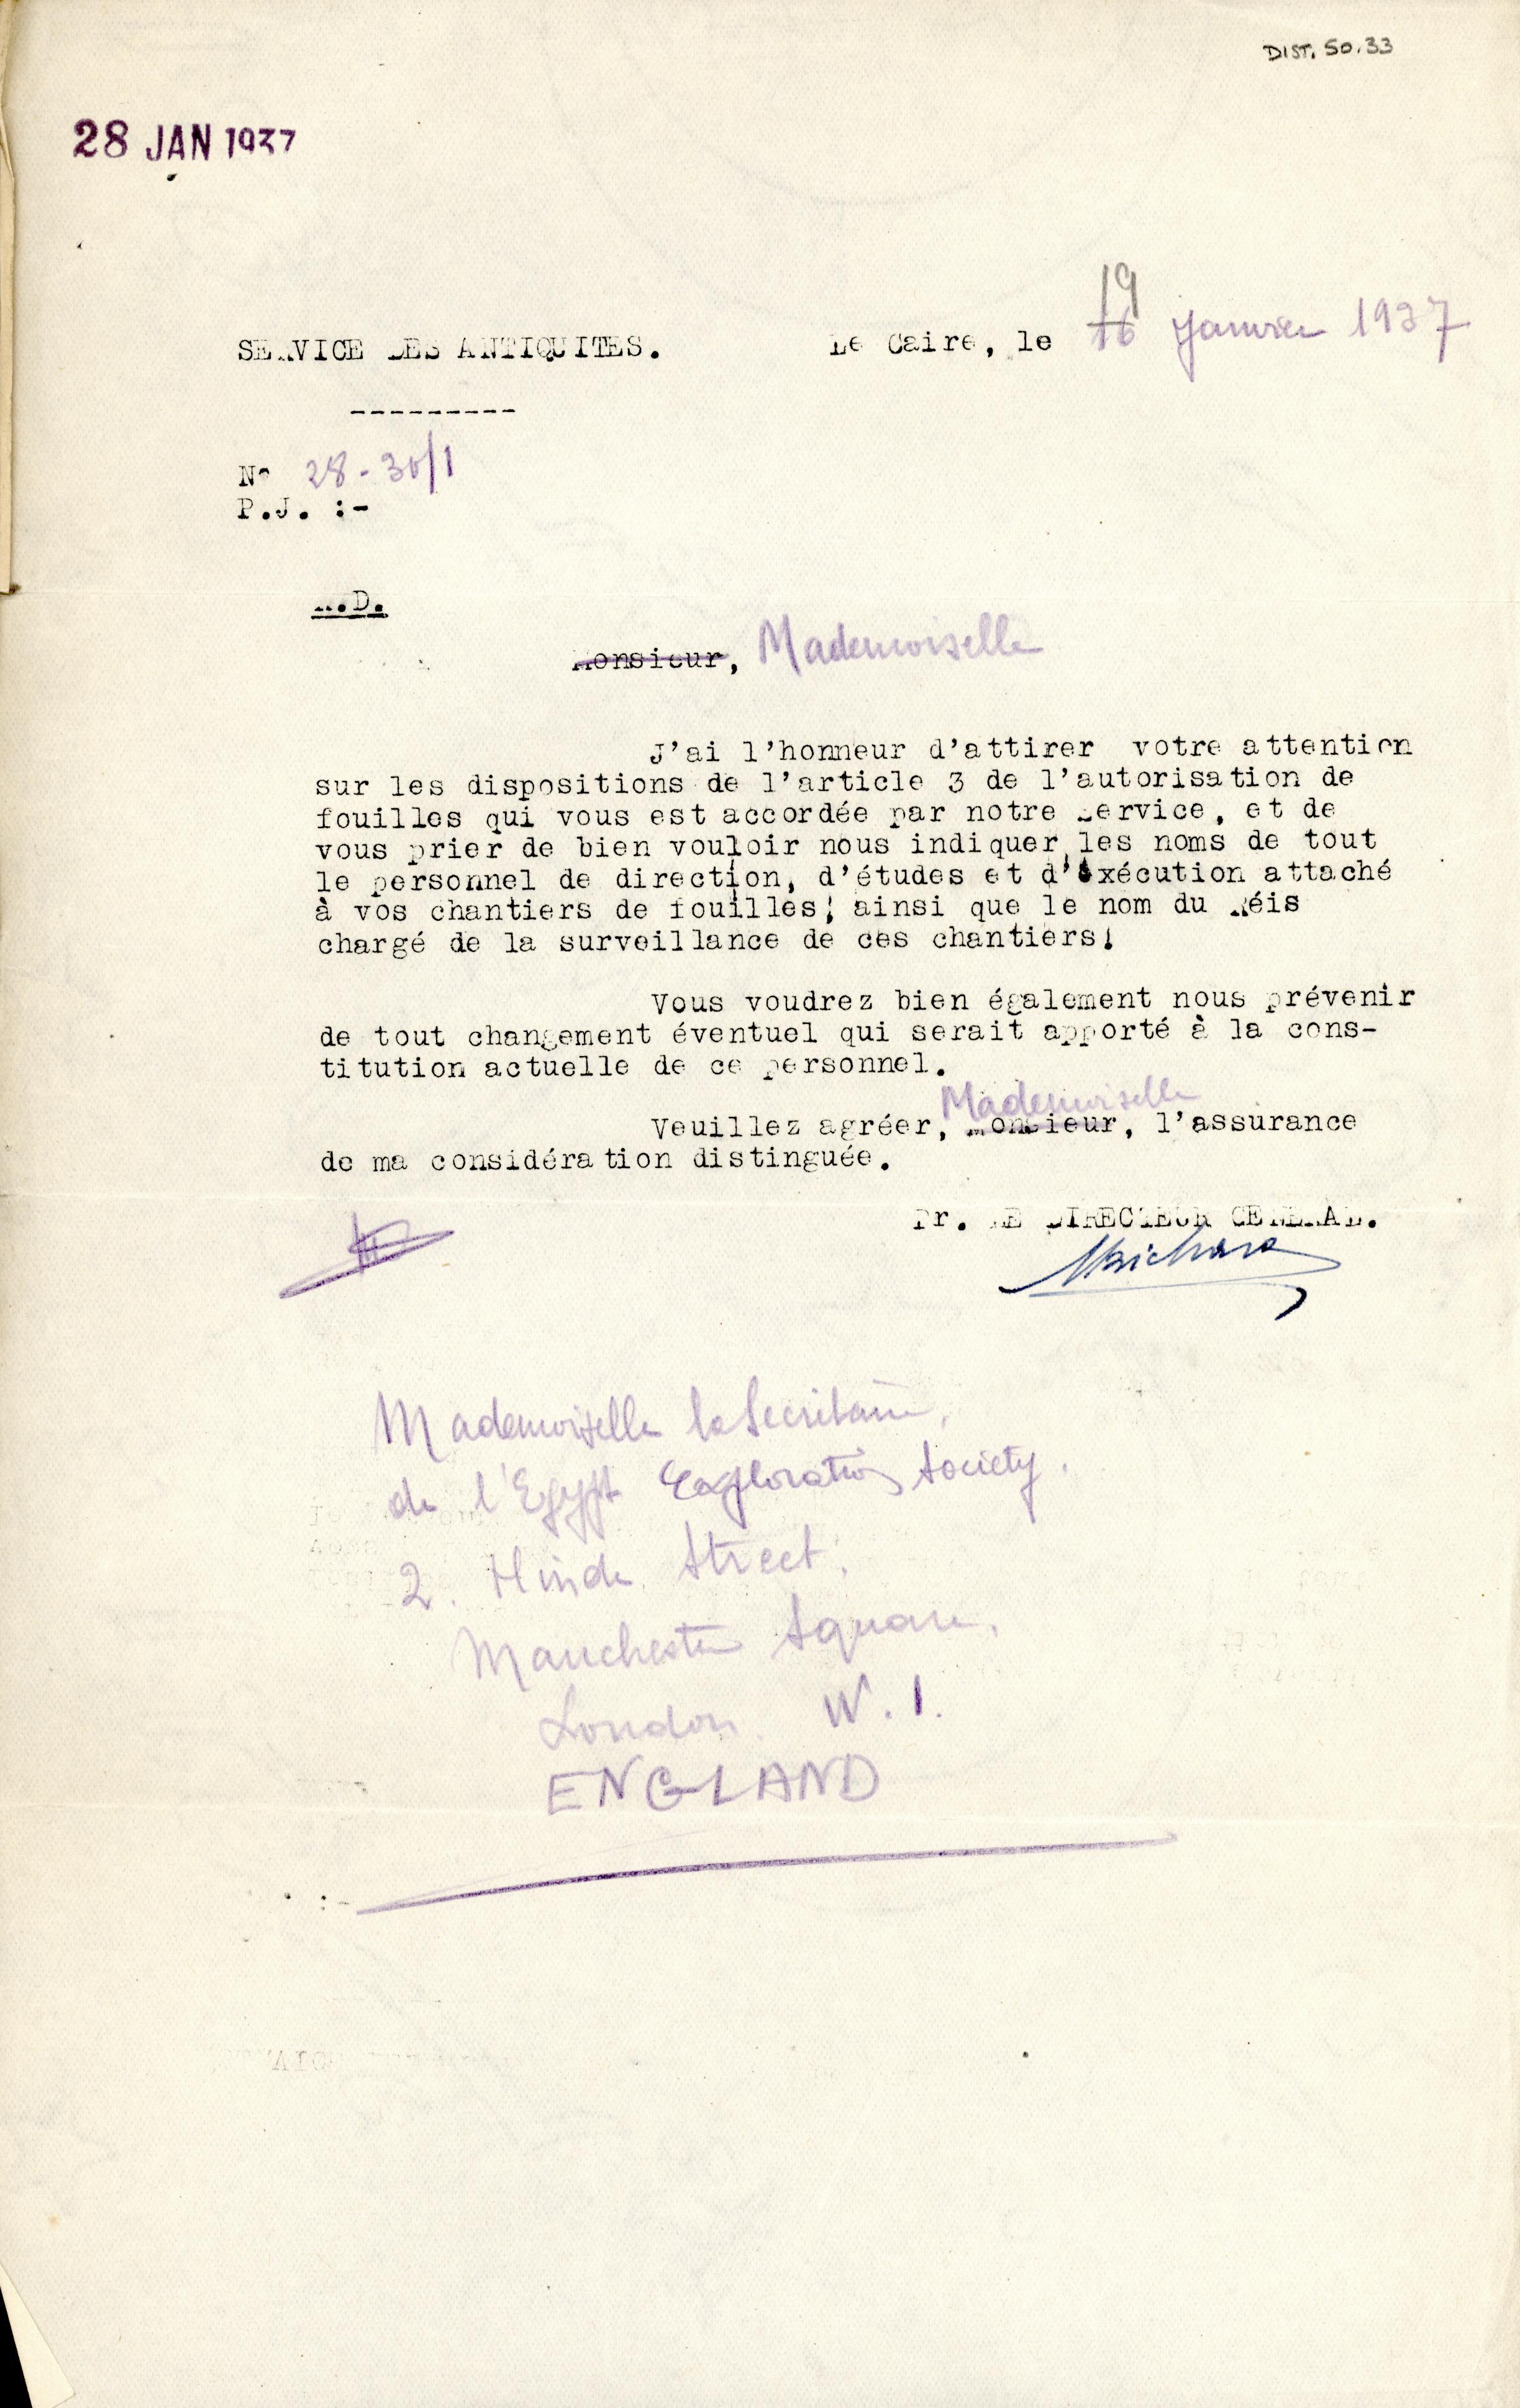 DIST. 50.33
28 JAN 1937
SERVICE DES ANTIQUITES.
Le Caire, le 16 19 Janvier 1937
---------
N° 28-30/1
P.J. :-
.D.
Monsieur, Mademoiselle
J'ai l'honneur d'attirer votre attention
sur les dispositions de l'article 3 de l'autorisation de
fouilles qui vous est accordée par notre Service, et de
vous prier de bien vouloir nous indiquer les noms de tout
le personnel de direction, d'études et d'exécution attaché
à vos chantiers de fouilles, ainsi que le nom du Réis
chargé de la surveillance de ces chantiers.
Vous voudrez bien également nous prévenir
de tout changement éventuel qui serait apporté à la cons-
titution actuelle de ce personnel.
Mademoiselle
Veuillez agréer, Monsieur, l'assurance
de ma considération distinguée.
Pr. LE DIRECTEUR GENERAL.
Mademoiselle la Secrétaire,
de l'Egypt Exploration Society.
2. Hinde Street.
Manchester Square.
London. W.1.
ENGLAND